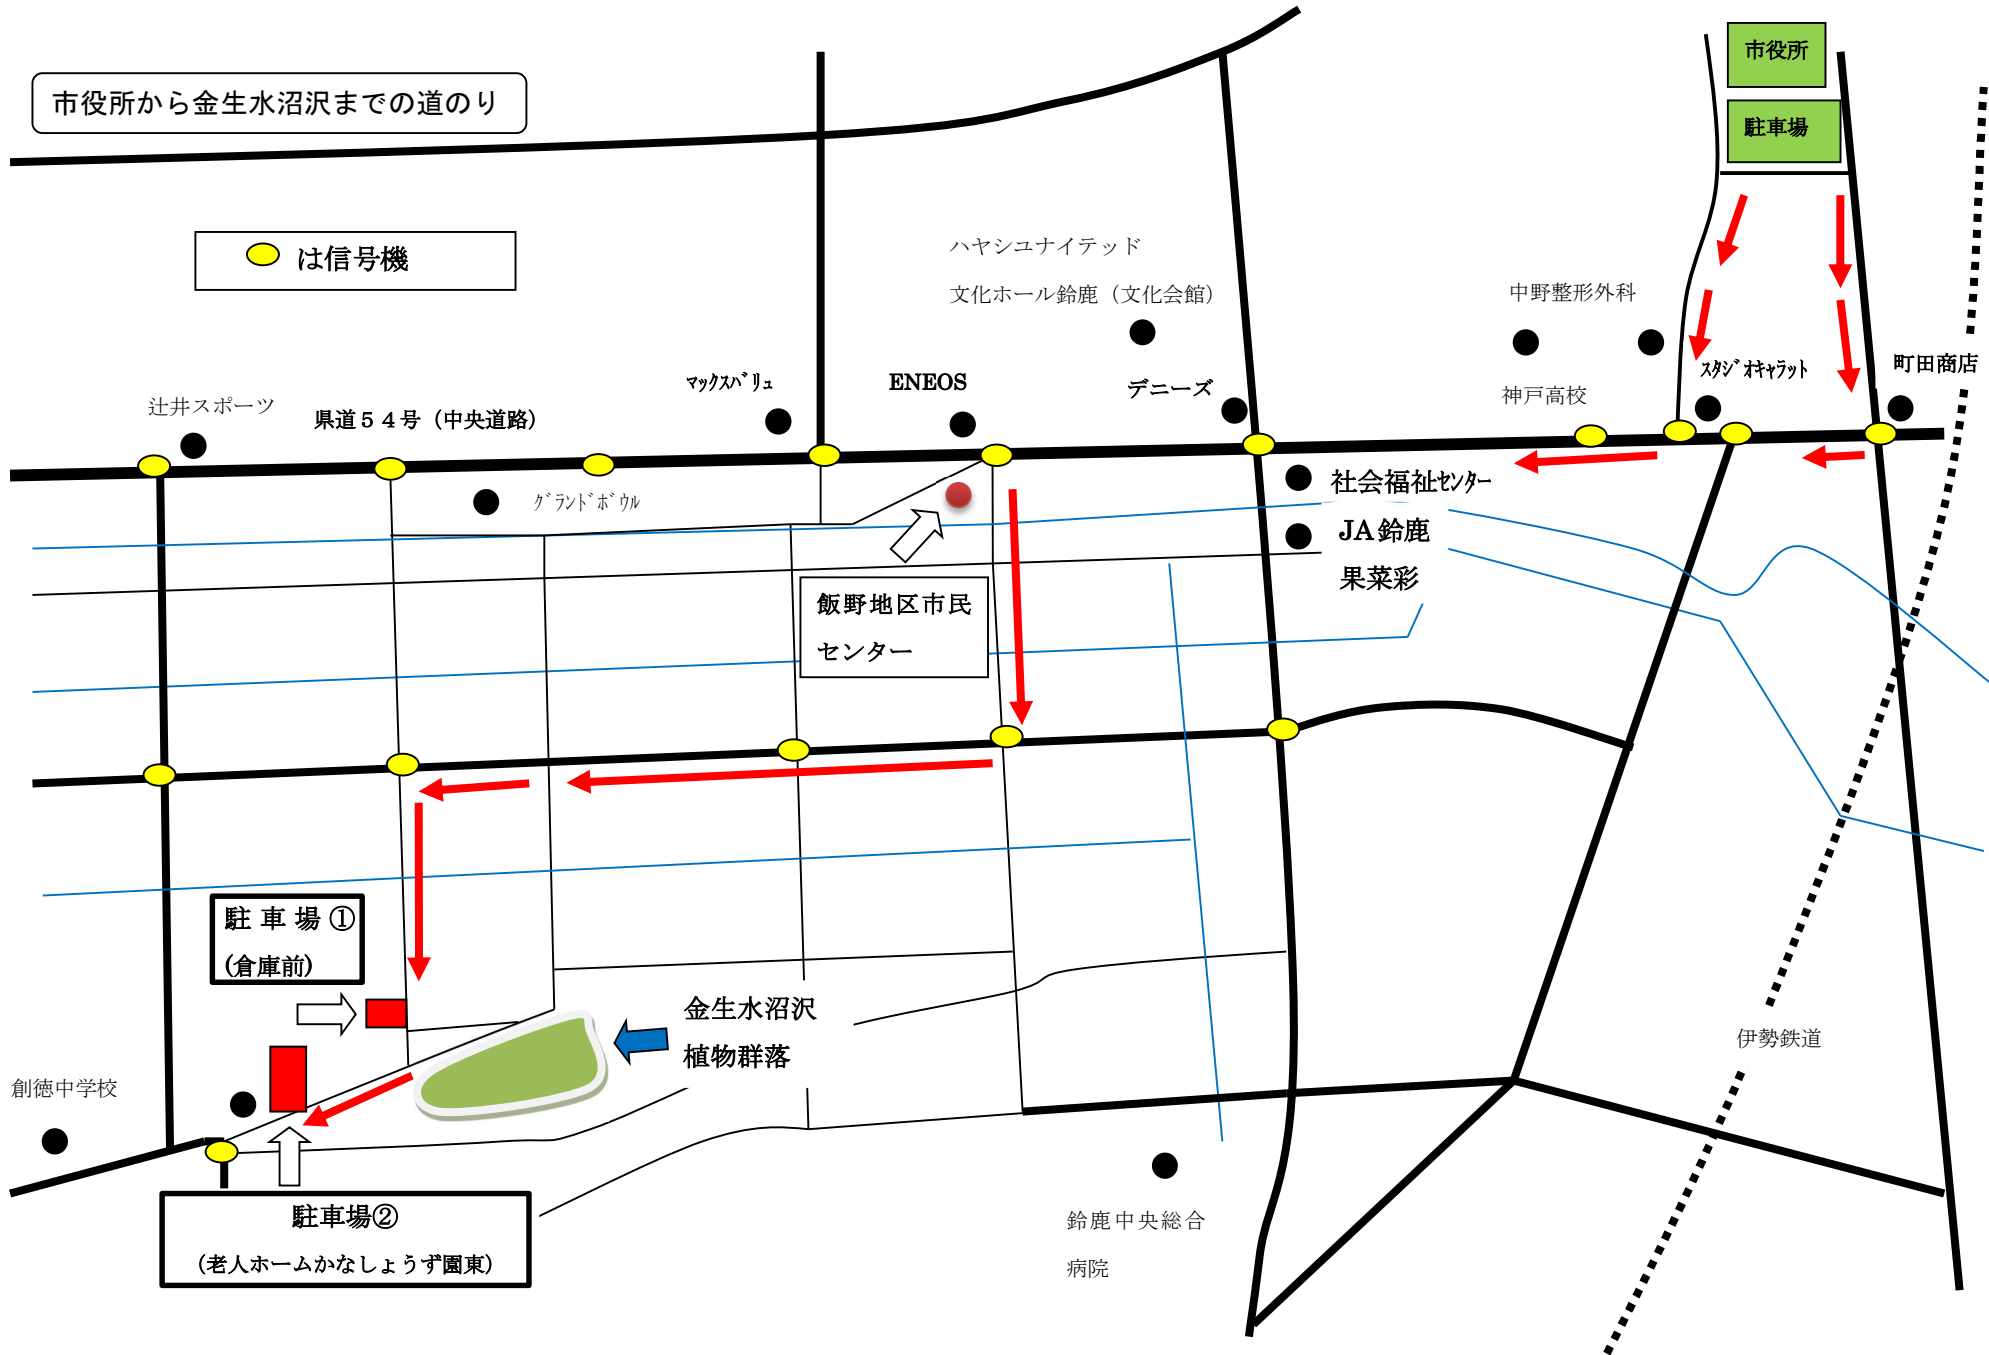 市役所から金生水沼沢までの道のり
市役所
駐車場
は信号機
ハヤシユナイテッド
文化ホール鈴鹿（文化会館）
中野整形外科
町田商店
ｽﾀｼﾞｵｷｬﾗｯﾄ
神戸高校
デニーズ
ENEOS
ﾏｯｸｽﾊﾞﾘｭ
県道５４号（中央道路）
辻井スポーツ
ｸﾞﾗﾝﾄﾞﾎﾞｳﾙ
社会福祉ｾﾝﾀｰ
JA鈴鹿
果菜彩
飯野地区市民
センター
駐車場①
(倉庫前)
金生水沼沢
植物群落
伊勢鉄道
創徳中学校
駐車場②
(老人ホームかなしょうず園東)
鈴鹿中央総合
病院